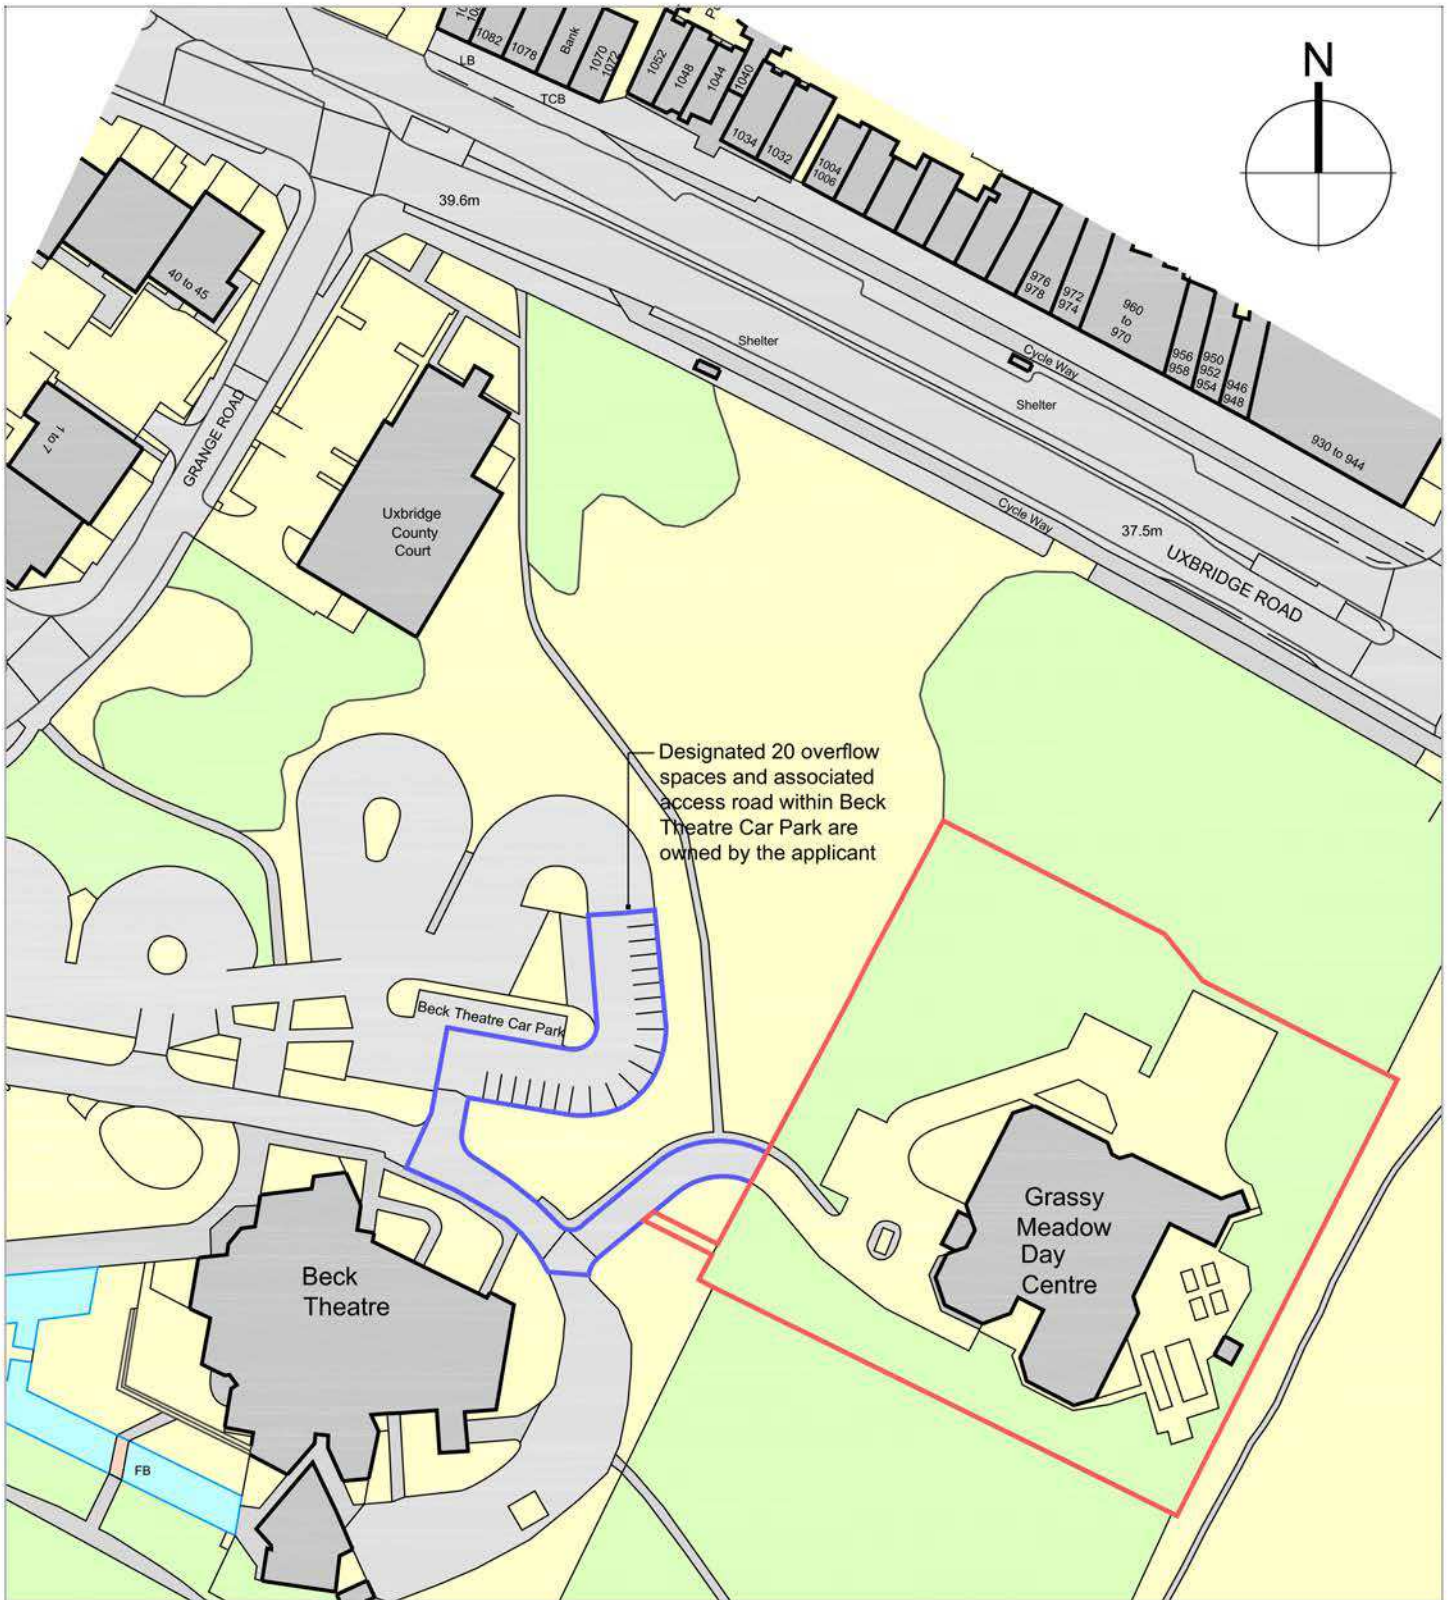 1082
1078
Bank
1070
1072
1052
1048
1044
1040
1034
1032
1004
1006
LB
TCB
N
39.6m
40 to 45
976
978
972
974
960
to
970
956
958
950
952
954
946
948
930 to 944
Shelter
Cycle Way
Shelter
1 to 7
GRANGE ROAD
Uxbridge
County
Court
Cycle Way
37.5m
UXBRIDGE ROAD
Designated 20 overflow
spaces and associated
access road within Beck
Theatre Car Park are
owned by the applicant
Beck Theatre Car Park
Grassy
Meadow
Day
Centre
Beck
Theatre
FB